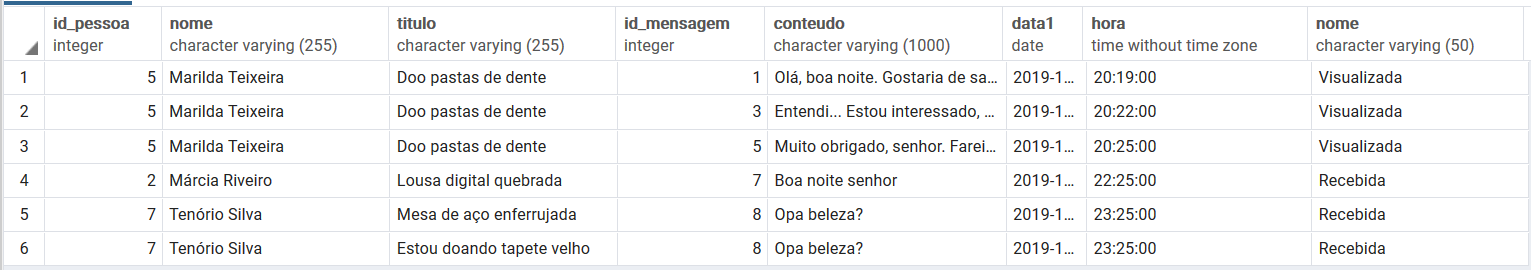 id_pessoa nome titulo id_mensagem conteudo data1 hora nome
integer character varying (255) character varying (255) integer character varying (1000) date time without time zone character varying (50)
1 5 Marilda Teixeira Doo pastas de dente 1 Olá, boa noite. Gostaria de sa... 2019-1... 20:19:00 Visualizada
2 5 Marilda Teixeira Doo pastas de dente 3 Entendi... Estou interessado, ... 2019-1... 20:22:00 Visualizada
3 5 Marilda Teixeira Doo pastas de dente 5 Muito obrigado, senhor. Farei... 2019-1... 20:25:00 Visualizada
4 2 Márcia Riveiro Lousa digital quebrada 7 Boa noite senhor 2019-1... 22:25:00 Recebida
5 7 Tenório Silva Mesa de aço enferrujada 8 Opa beleza? 2019-1... 23:25:00 Recebida
6 7 Tenório Silva Estou doando tapete velho 8 Opa beleza? 2019-1... 23:25:00 Recebida